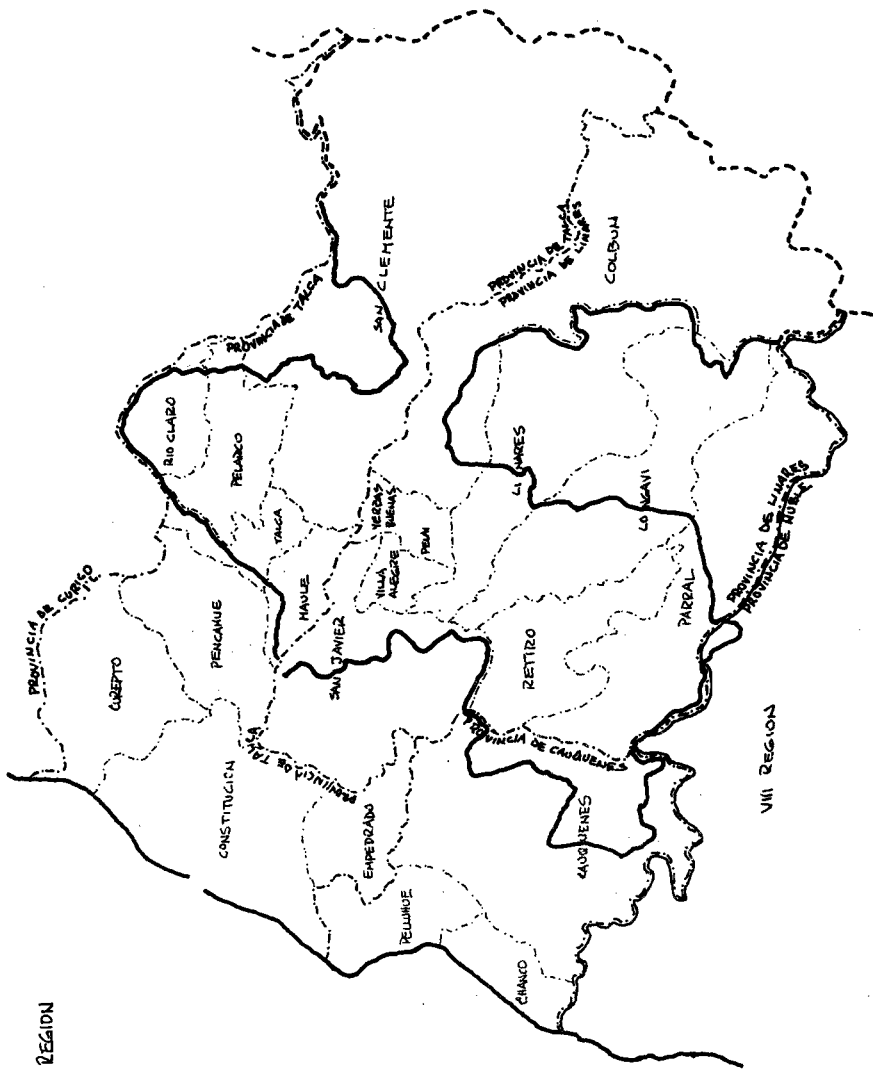 REGION
PROVINCIA DE CURICO
CUREPTO
CONSTITUCION
PENCAHUE
PROVINCIA DE TALCA
RIO CLARO
PELARCO
TALCA
MAULE
PROVINCIA DE TALCA
SAN CLEMENTE
SAN JAVIER
VILLA
ALEGRE
YERBAS
BUENAS
EMPEDRADO
PELLUHUE
CHANCO
CAUQUENES
PROVINCIA DE CAUQUENES
RETIRO
PARRAL
LINARES
PROVINCIA DE TALCA
PROVINCIA DE LINARES
COLBUN
PROVINCIA DE LINARES
PROVINCIA DE ÑUBLE
VIII REGION